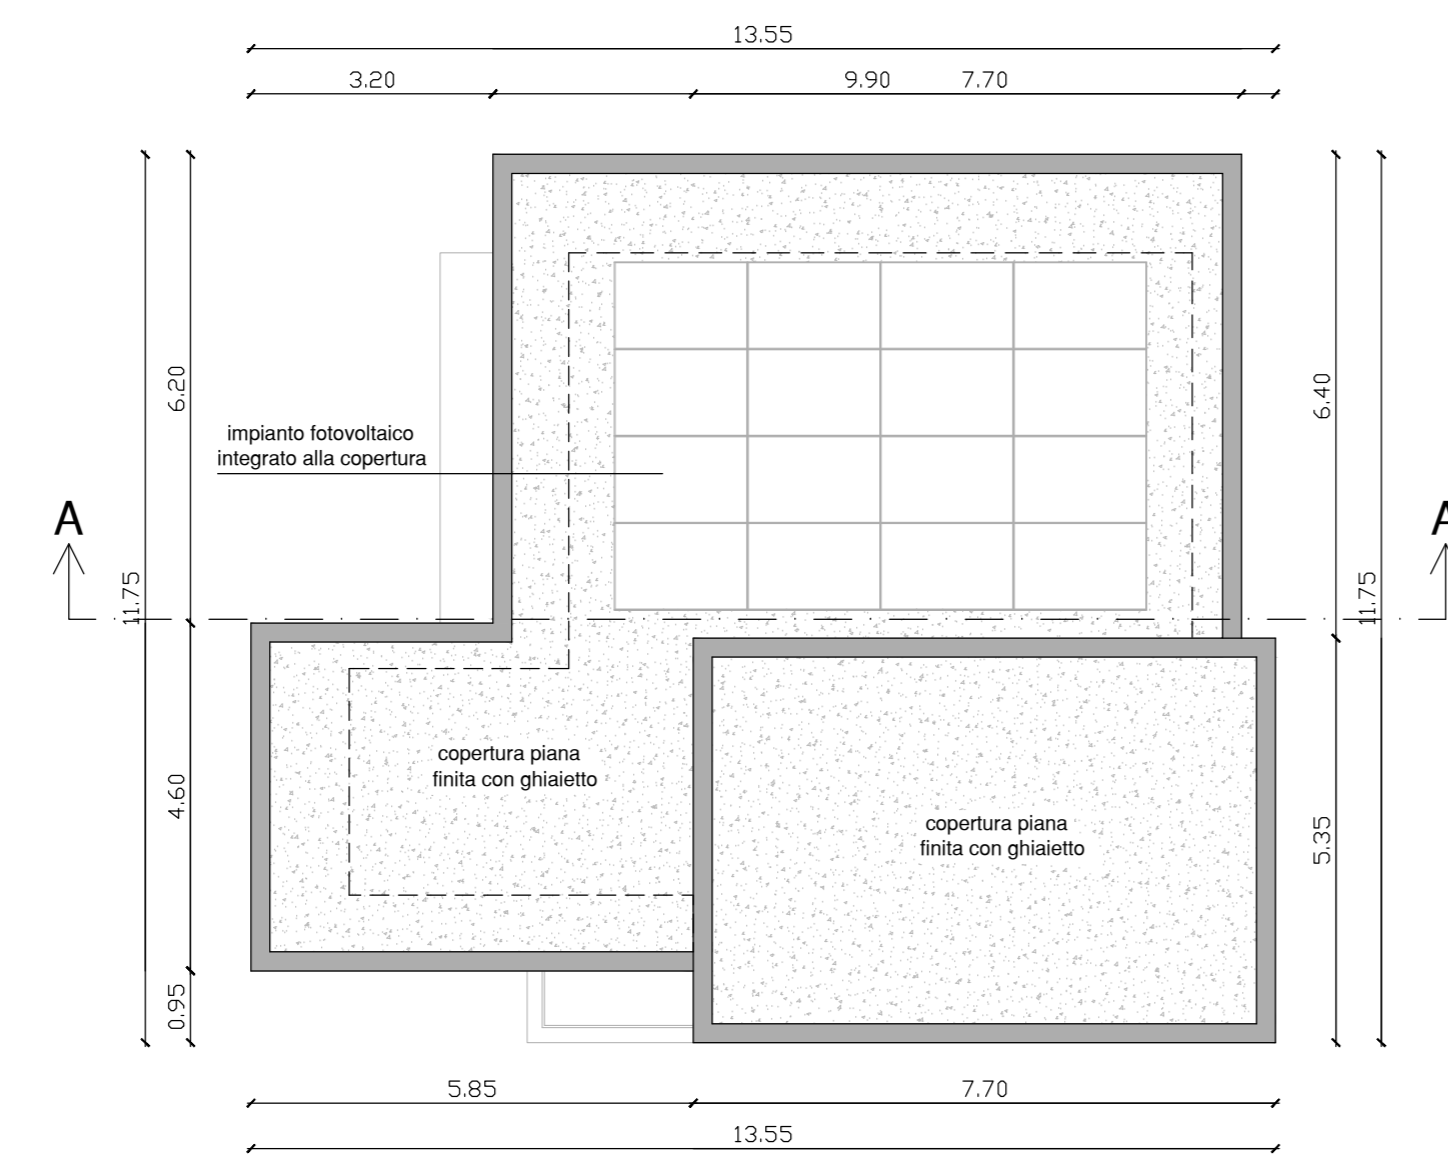 13.55
3.20
9.90
7.70
6.20
6.40
impianto fotovoltaico
integrato alla copertura
A
A
11.75
11.75
copertura piana
finita con ghiaietto
4.60
copertura piana
finita con ghiaietto
5.35
0.95
5.85
7.70
13.55